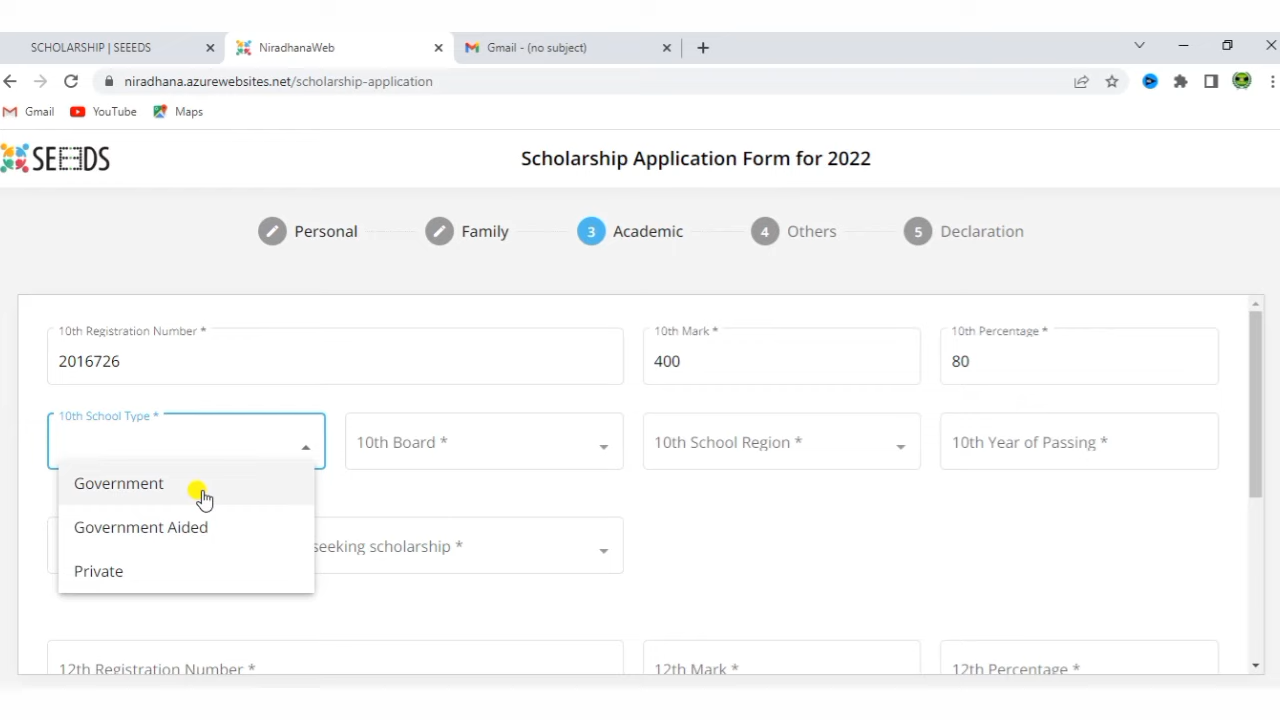 SCHOLARSHIP | SEEEDS
NiradhanaWeb
Gmail - (no subject)
niradhana.azurewebsites.net/scholarship-application
Gmail
YouTube
Maps
SEEEDS
Scholarship Application Form for 2022
Personal
Family
3 Academic
4 Others
5 Declaration
10th Registration Number *
10th Mark *
10th Percentage *
2016726
400
80
10th School Type *
10th Board *
10th School Region *
10th Year of Passing *
Government
Government Aided
seeking scholarship *
Private
12th Registration Number *
12th Mark *
12th Percentage *